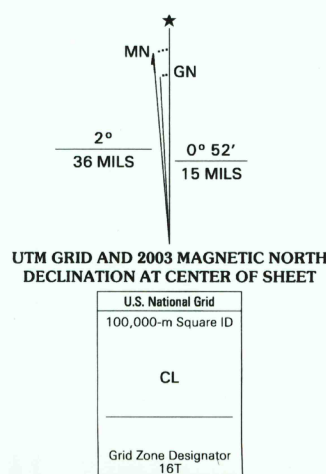 ★
MN
GN
2°
36 MILS
0° 52'
15 MILS
UTM GRID AND 2003 MAGNETIC NORTH
DECLINATION AT CENTER OF SHEET
U.S. National Grid
100,000-m Square ID
CL
Grid Zone Designator
16T